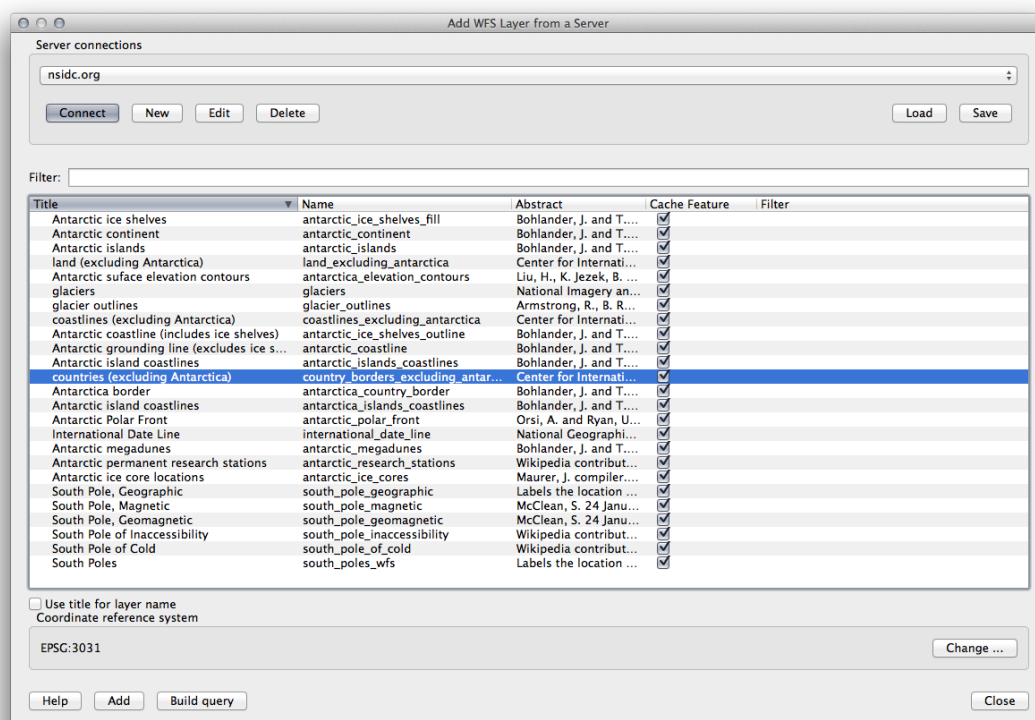 Add WFS Layer from a Server
Server connections
nsidc.org
Connect New Edit Delete Load Save
Filter:
Title Name Abstract Cache Feature Filter
Antarctic ice shelves antarctic_ice_shelves_fill Bohlander, J. and T....
Antarctic continent antarctic_continent Bohlander, J. and T....
Antarctic islands antarctic_islands Bohlander, J. and T....
land (excluding Antarctica) land_excluding_antarctica Center for Internati...
Antarctic suface elevation contours antarctica_elevation_contours Liu, H., K. Jezek, B. ...
glaciers glaciers National Imagery an...
glacier outlines glacier_outlines Armstrong, R., B. R...
coastlines (excluding Antarctica) coastlines_excluding_antarctica Center for Internati...
Antarctic coastline (includes ice shelves) antarctic_ice_shelves_outline Bohlander, J. and T....
Antarctic grounding line (excludes ice s... antarctic_coastline Bohlander, J. and T....
Antarctic island coastlines antarctic_islands_coastlines Bohlander, J. and T....
countries (excluding Antarctica) country_borders_excluding_antar... Center for Internati...
Antarctica border antarctica_country_border Bohlander, J. and T....
Antarctic island coastlines antarctica_islands_coastlines Bohlander, J. and T....
Antarctic Polar Front antarctic_polar_front Orsi, A. and Ryan, U...
International Date Line international_date_line National Geographi...
Antarctic megadunes antarctic_megadunes Bohlander, J. and T....
Antarctic permanent research stations antarctic_research_stations Wikipedia contribut...
Antarctic ice core locations antarctic_ice_cores Maurer, J. compiler....
South Pole, Geographic south_pole_geographic Labels the location ...
South Pole, Magnetic south_pole_magnetic McClean, S. 24 Janu...
South Pole, Geomagnetic south_pole_geomagnetic McClean, S. 24 Janu...
South Pole of Inaccessibility south_pole_inaccessibility Wikipedia contribut...
South Pole of Cold south_pole_of_cold Wikipedia contribut...
South Poles south_poles_wfs Labels the location ...
Use title for layer name
Coordinate reference system
EPSG:3031 Change ...
Help Add Build query Close